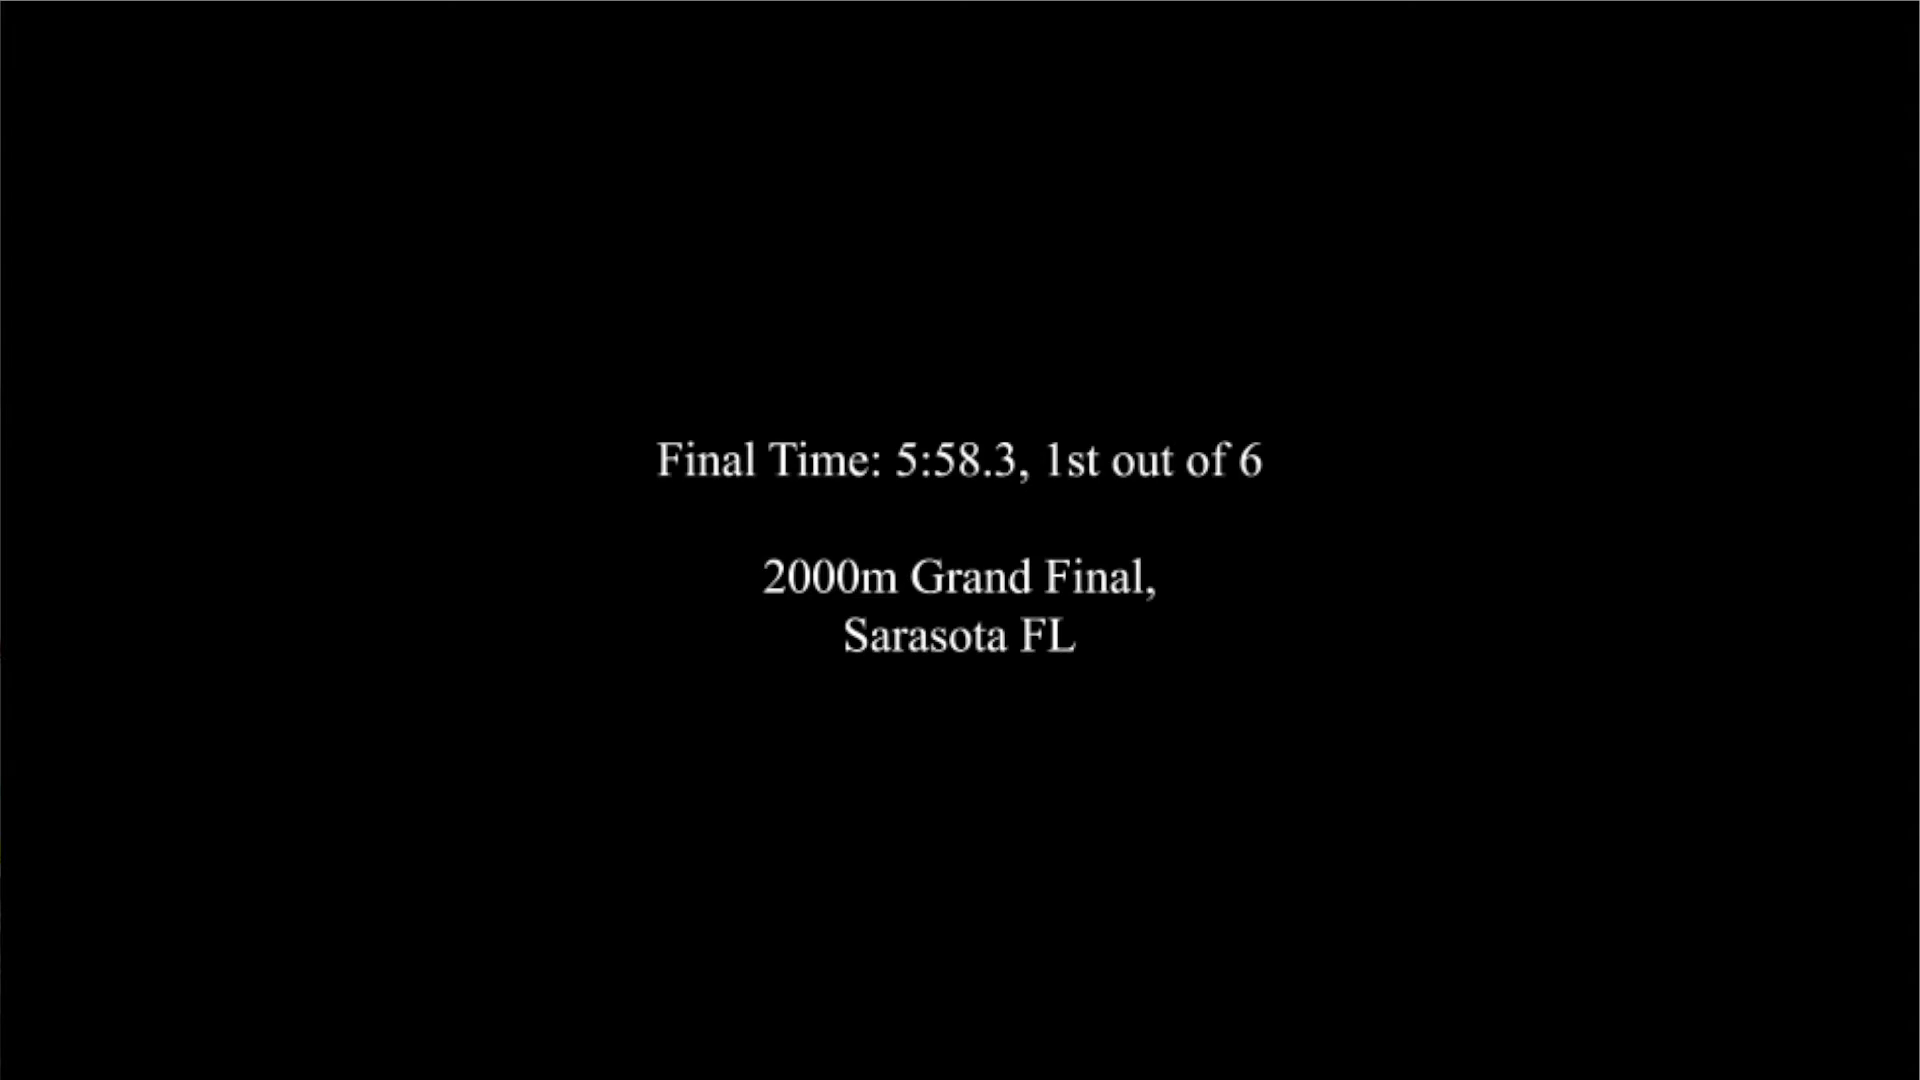 Final Time: 5:58.3, 1st out of 6
2000m Grand Final,
Sarasota FL